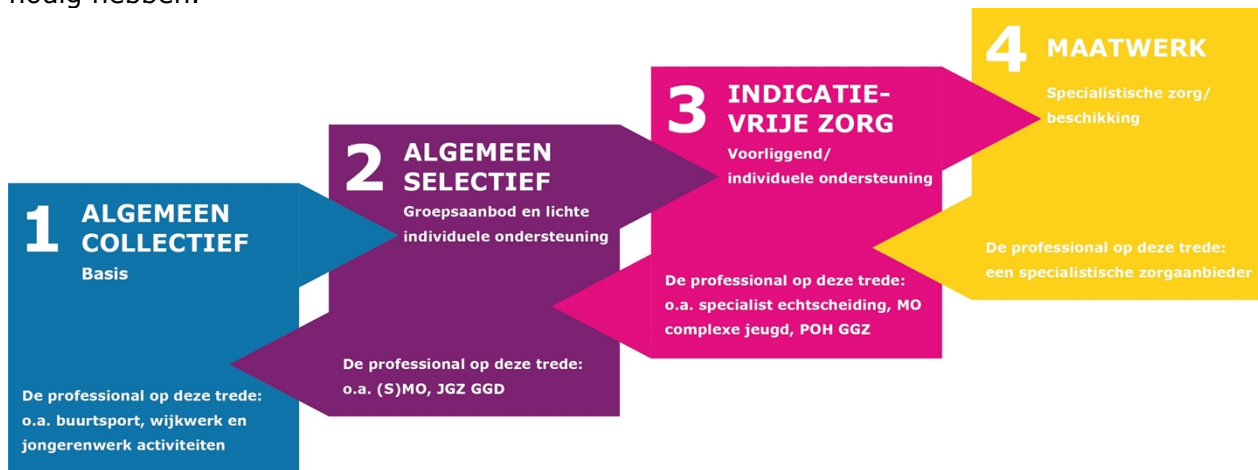 nodig hebben.
1 ALGEMEEN
COLLECTIEF
Basis
De professional op deze trede:
o.a. buurtsport, wijkwerk en
jongerenwerk activiteiten
2 ALGEMEEN
SELECTIEF
Groepsaanbod en lichte
individuele ondersteuning
De professional op deze trede:
o.a. (S)MO, JGZ GGD
3 INDICATIE-
VRIJE ZORG
Voorliggend/
individuele ondersteuning
De professional op deze trede:
o.a. specialist echtscheiding, MO
complexe jeugd, POH GGZ
4 MAATWERK
Specialistische zorg/
beschikking
De professional op deze trede:
een specialistische zorgaanbieder